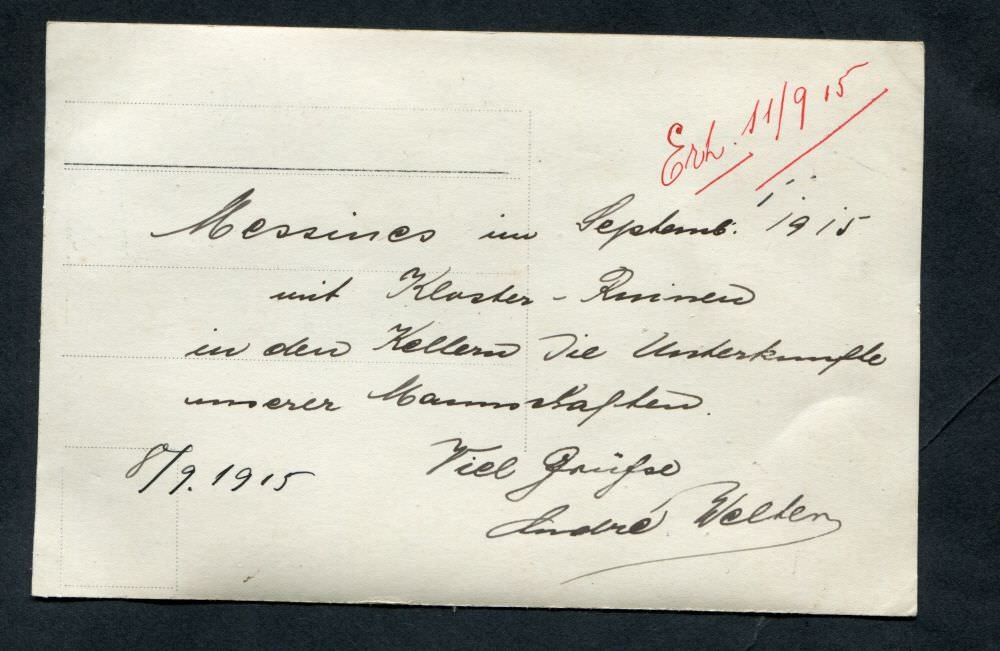 Erh. 11/9 15
Messines im Septemb. 1915
mit Kloster-Ruinen
in den Kellern die Unterkünfte
unserer Mannschaften.
Viel Grüße
8/9. 1915
André Welter